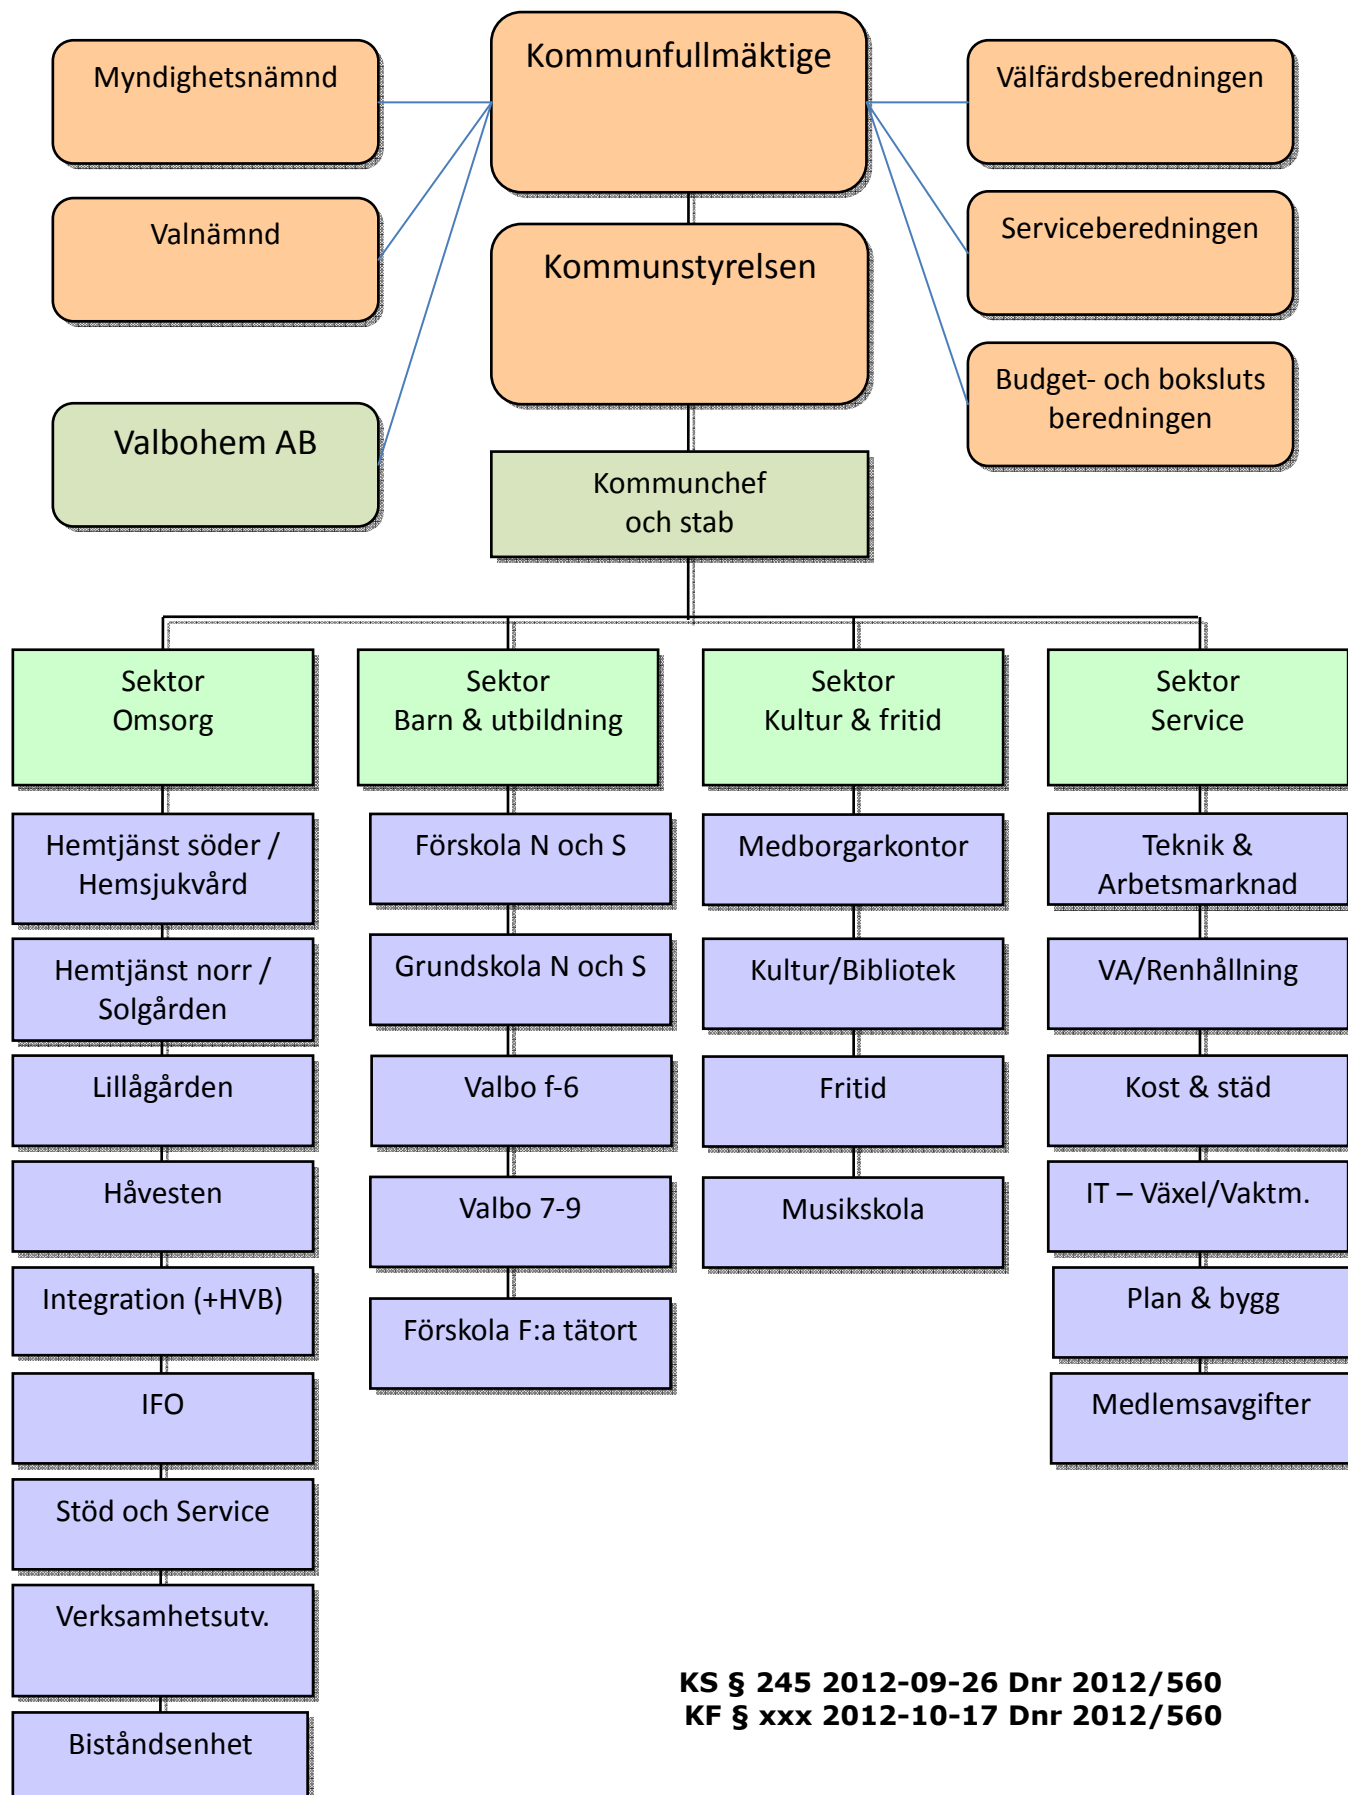 Kommunfullmäktige
Myndighetsnämnd
Välfärdsberedningen
Valnämnd
Serviceberedningen
Kommunstyrelsen
Budget- och boksluts
beredningen
Valbohem AB
Kommunchef
och stab
Sektor
Omsorg
Hemtjänst söder /
Hemsjukvård
Hemtjänst norr /
Solgården
Lillågården
Håvesten
Integration (+HVB)
IFO
Stöd och Service
Verksamhetsutv.
Biståndsenhet
Sektor
Barn & utbildning
Förskola N och S
Grundskola N och S
Valbo f-6
Valbo 7-9
Förskola F:a tätort
Sektor
Kultur & fritid
Medborgarkontor
Kultur/Bibliotek
Fritid
Musikskola
Sektor
Service
Teknik &
Arbetsmarknad
VA/Renhållning
Kost & städ
IT – Växel/Vaktm.
Plan & bygg
Medlemsavgifter
KS § 245 2012-09-26 Dnr 2012/560
KF § xxx 2012-10-17 Dnr 2012/560